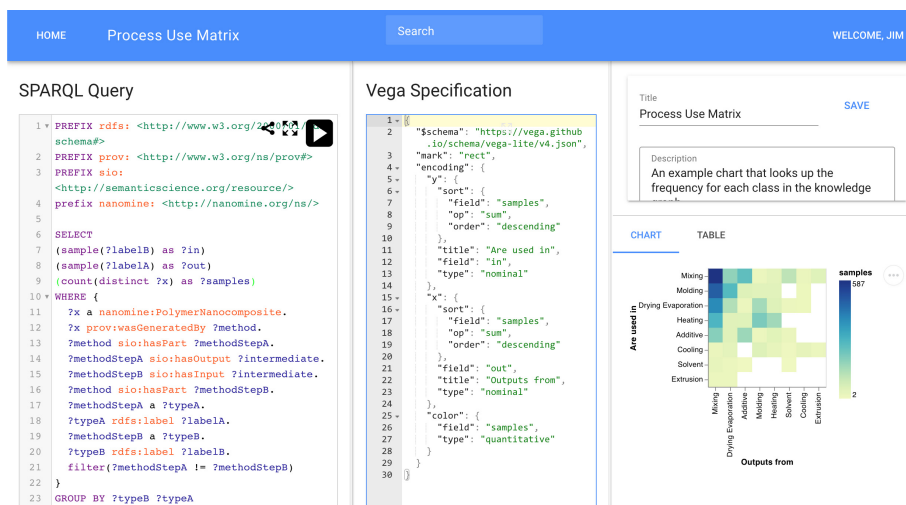 HOME
Process Use Matrix
Search
WELCOME, JIM
SPARQL Query
1 PREFIX rdfs: <http://www.w3.org/2000/01/
schema#>
2 PREFIX prov: <http://www.w3.org/ns/prov#>
3 PREFIX sio:
<http://semanticscience.org/resource/>
4 prefix nanomine: <http://nanomine.org/ns/>
5
6 SELECT
7 (sample(?labelB) as ?in)
8 (sample(?labelA) as ?out)
9 (count(distinct ?x) as ?samples)
10 WHERE {
11 ?x a nanomine:PolymerNanocomposite.
12 ?x prov:wasGeneratedBy ?method.
13 ?method sio:hasPart ?methodStepA.
14 ?methodStepA sio:hasOutput ?intermediate.
15 ?methodStepB sio:hasInput ?intermediate.
16 ?method sio:hasPart ?methodStepB.
17 ?methodStepA a ?typeA.
18 ?typeA rdfs:label ?labelA.
19 ?methodStepB a ?typeB.
20 ?typeB rdfs:label ?labelB.
21 filter(?methodStepA != ?methodStepB)
22 }
23 GROUP BY ?typeB ?typeA
Vega Specification
1 {
2 "$schema": "https://vega.github
.io/schema/vega-lite/v4.json",
3 "mark": "rect",
4 "encoding": {
5 "y": {
6 "sort": {
7 "field": "samples",
8 "op": "sum",
9 "order": "descending"
10 },
11 "title": "Are used in",
12 "field": "in",
13 "type": "nominal"
14 },
15 "x": {
16 "sort": {
17 "field": "samples",
18 "op": "sum",
19 "order": "descending"
20 },
21 "field": "out",
22 "title": "Outputs from",
23 "type": "nominal"
24 },
25 "color": {
26 "field": "samples",
27 "type": "quantitative"
28 }
29 }
30 }
Title
Process Use Matrix
SAVE
Description
An example chart that looks up the
frequency for each class in the knowledge
CHART
TABLE
Are used in
Mixing
Molding
Drying Evaporation
Heating
Additive
Cooling
Solvent
Extrusion
Mixing
Drying Evaporation
Additive
Molding
Heating
Solvent
Cooling
Extrusion
Outputs from
samples
587
2